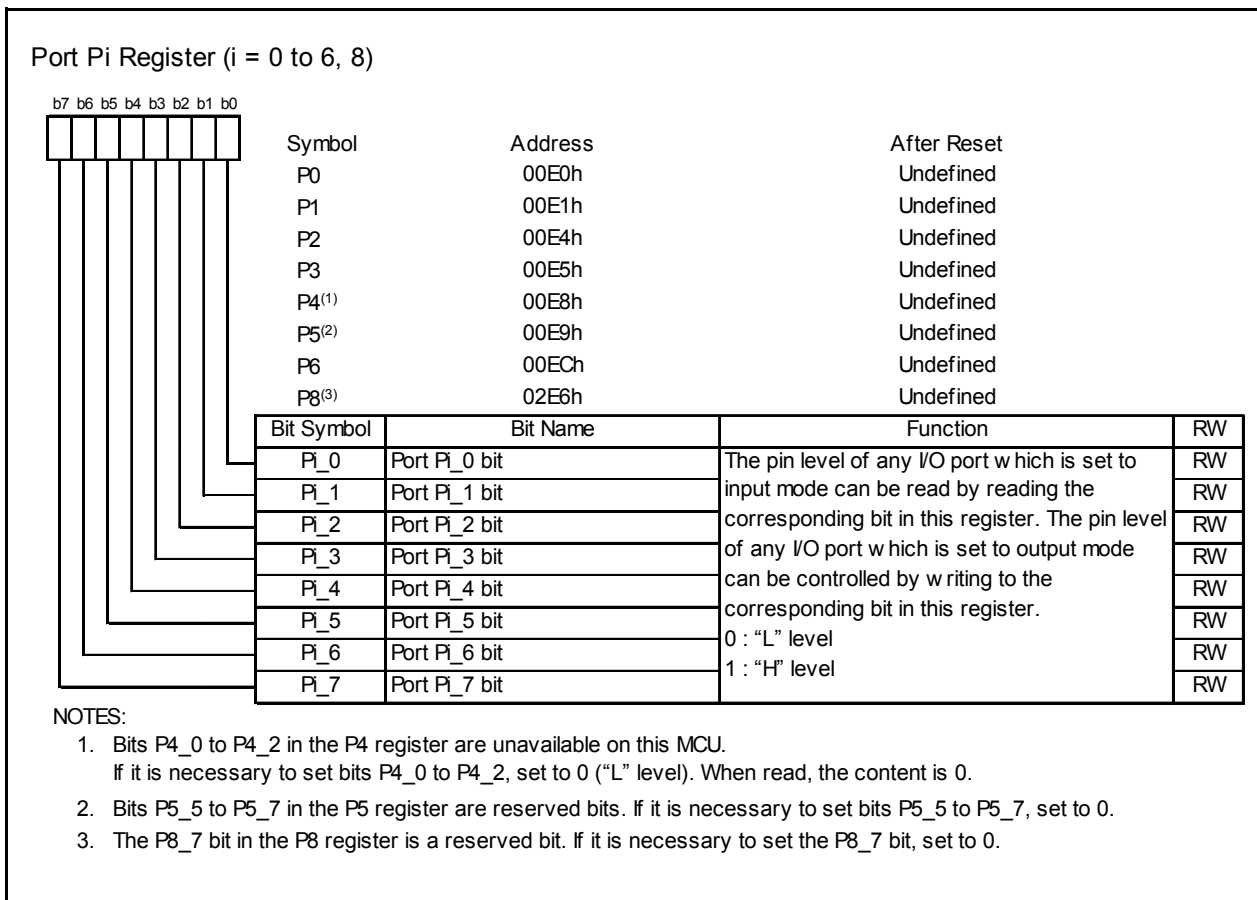 Port Pi Register (i = 0 to 6, 8)
b7 b6 b5 b4 b3 b2 b1 b0
Symbol Address After Reset
P0 00E0h Undefined
P1 00E1h Undefined
P2 00E4h Undefined
P3 00E5h Undefined
P4(1) 00E8h Undefined
P5(2) 00E9h Undefined
P6 00ECh Undefined
P8(3) 02E6h Undefined
Bit Symbol Bit Name Function RW
Pi_0 Port Pi_0 bit The pin level of any I/O port which is set to RW
Pi_1 Port Pi_1 bit input mode can be read by reading the RW
Pi_2 Port Pi_2 bit corresponding bit in this register. The pin level RW
Pi_3 Port Pi_3 bit of any I/O port which is set to output mode RW
Pi_4 Port Pi_4 bit can be controlled by writing to the RW
Pi_5 Port Pi_5 bit corresponding bit in this register. RW
Pi_6 Port Pi_6 bit 0 : “L” level RW
Pi_7 Port Pi_7 bit 1 : “H” level RW
NOTES:
1. Bits P4_0 to P4_2 in the P4 register are unavailable on this MCU.
If it is necessary to set bits P4_0 to P4_2, set to 0 (“L” level). When read, the content is 0.
2. Bits P5_5 to P5_7 in the P5 register are reserved bits. If it is necessary to set bits P5_5 to P5_7, set to 0.
3. The P8_7 bit in the P8 register is a reserved bit. If it is necessary to set the P8_7 bit, set to 0.